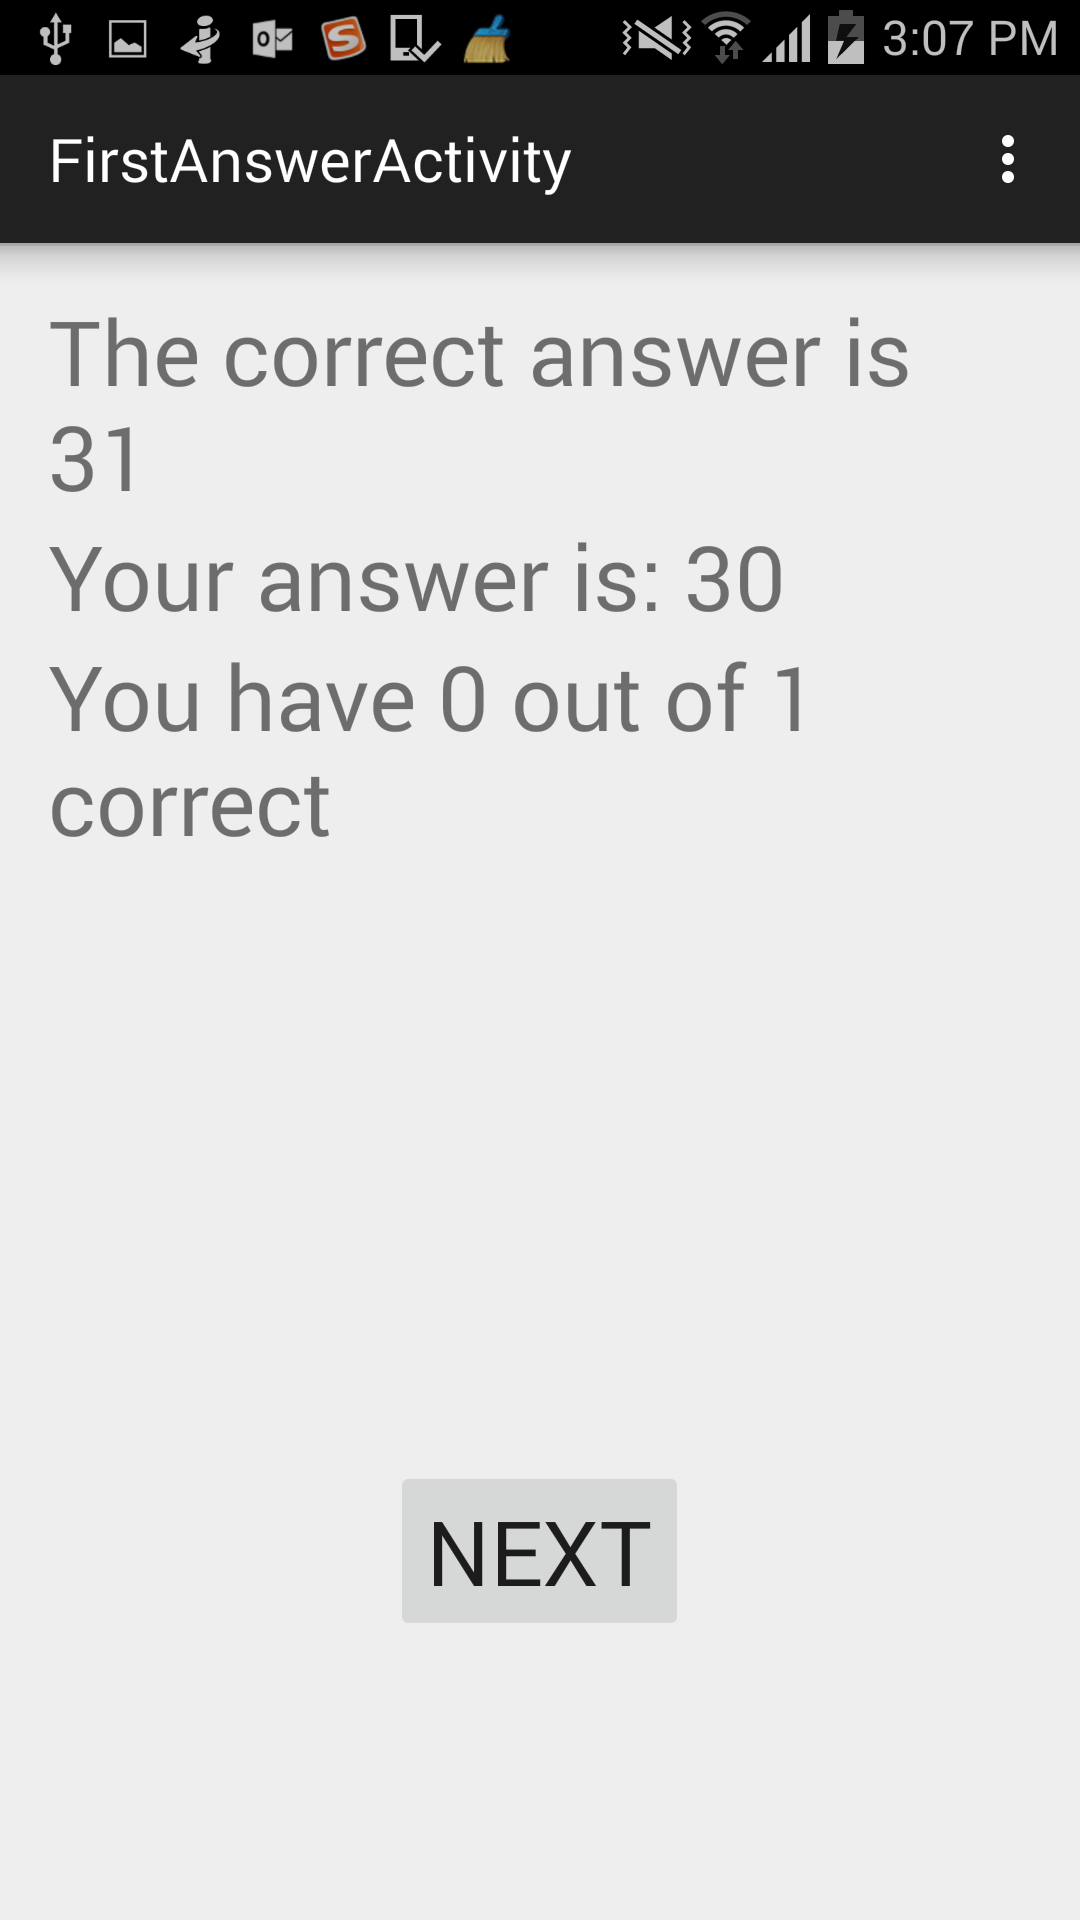 3:07 PM
FirstAnswerActivity
The correct answer is
31
Your answer is: 30
You have 0 out of 1
correct
NEXT